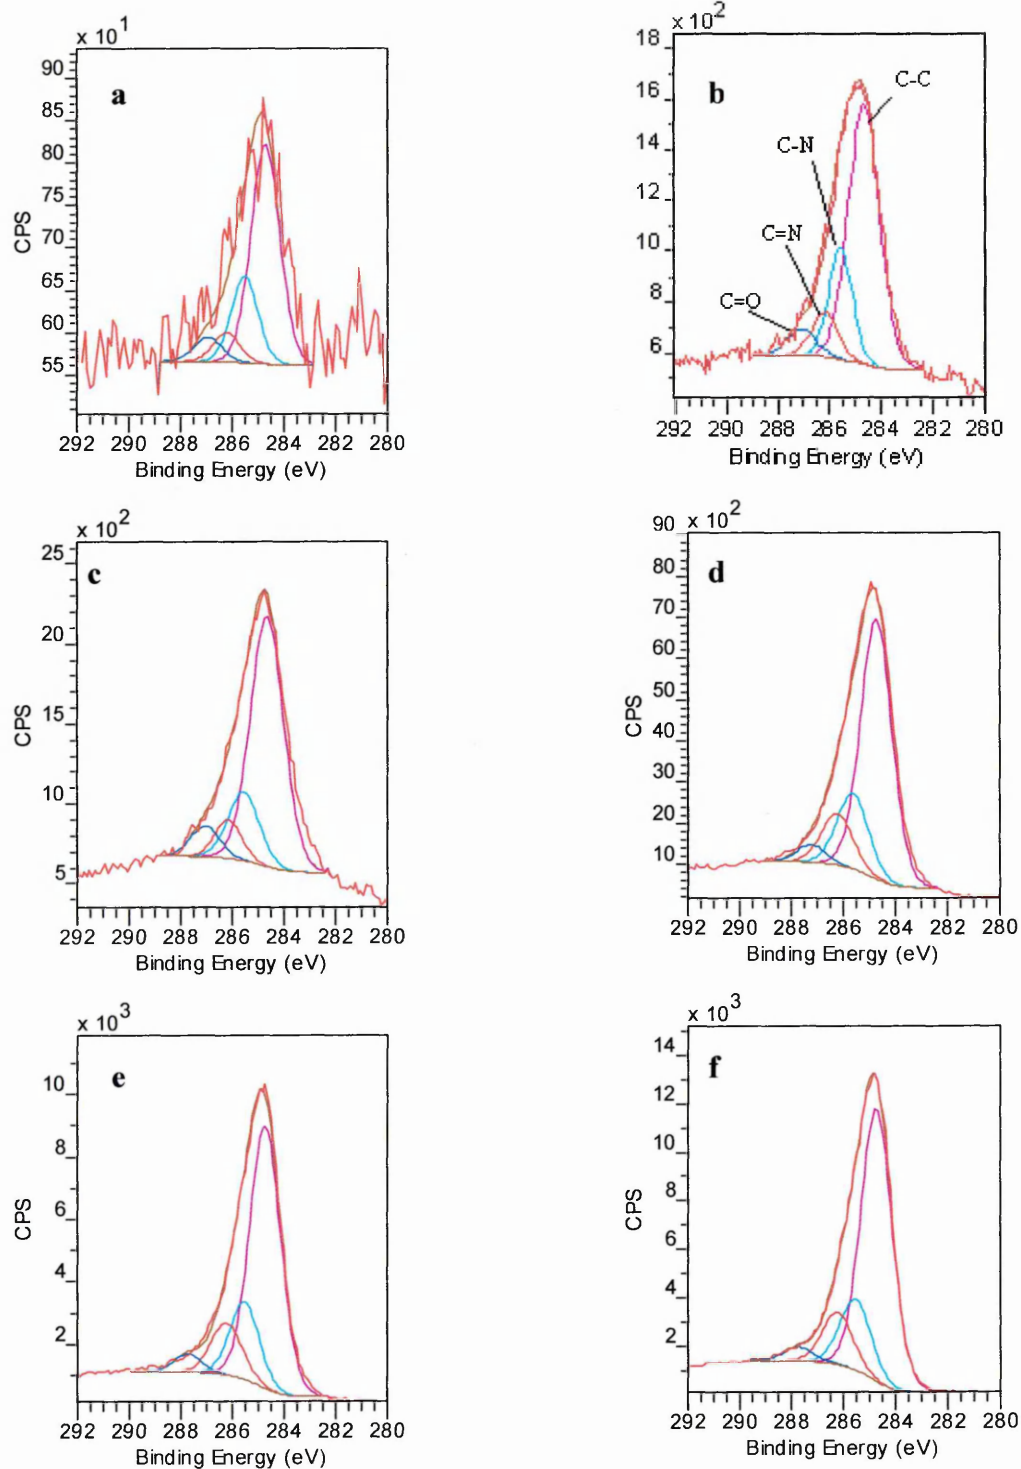 x 10^1
a
90
85
80
75
70
65
60
55
CPS
292 290 288 286 284 282 280
Binding Energy (eV)
x 10^2
b
18
16
14
12
10
8
6
C-C
C-N
C=N
C=O
292 290 288 286 284 282 280
Binding Energy (eV)
x 10^2
c
25
20
15
10
5
CPS
292 290 288 286 284 282 280
Binding Energy (eV)
90 x 10^2
d
80
70
60
50
40
30
20
10
CPS
292 290 288 286 284 282 280
Binding Energy (eV)
x 10^3
e
10
8
6
4
2
CPS
292 290 288 286 284 282 280
Binding Energy (eV)
x 10^3
f
14
12
10
8
6
4
2
CPS
292 290 288 286 284 282 280
Binding Energy (eV)